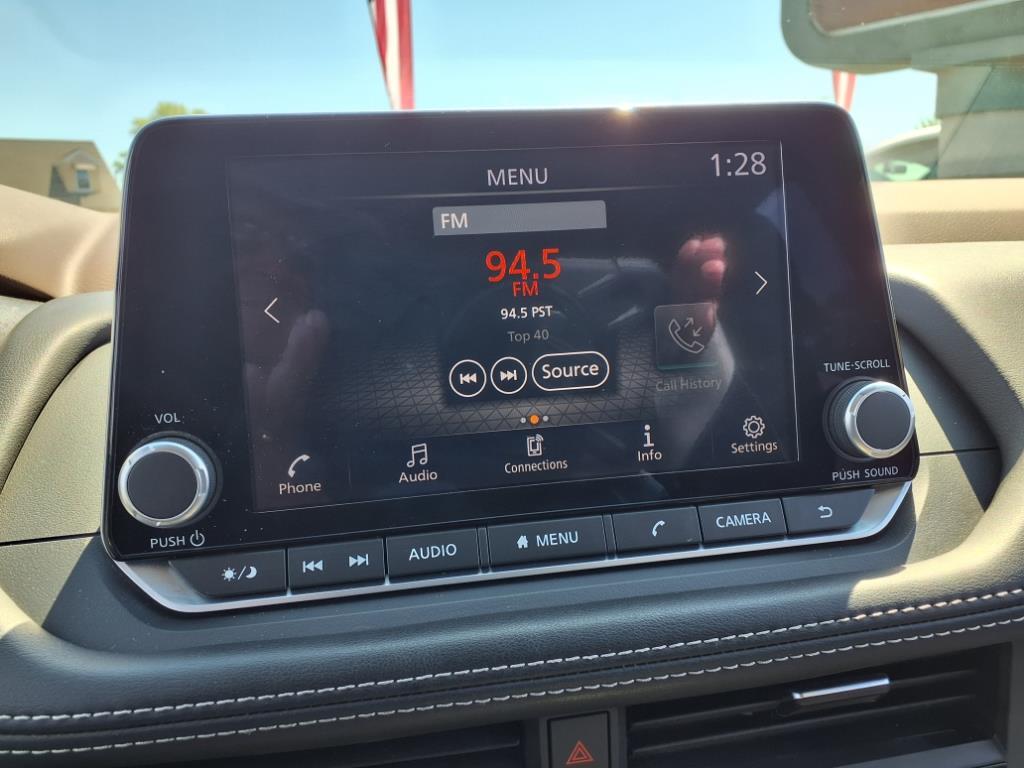 MENU
1:28
FM
94.5
FM
94.5 PST
Top 40
Source
Call History
Phone
Audio
Connections
Info
Settings
VOL
PUSH
TUNE·SCROLL
PUSH SOUND
AUDIO
MENU
CAMERA